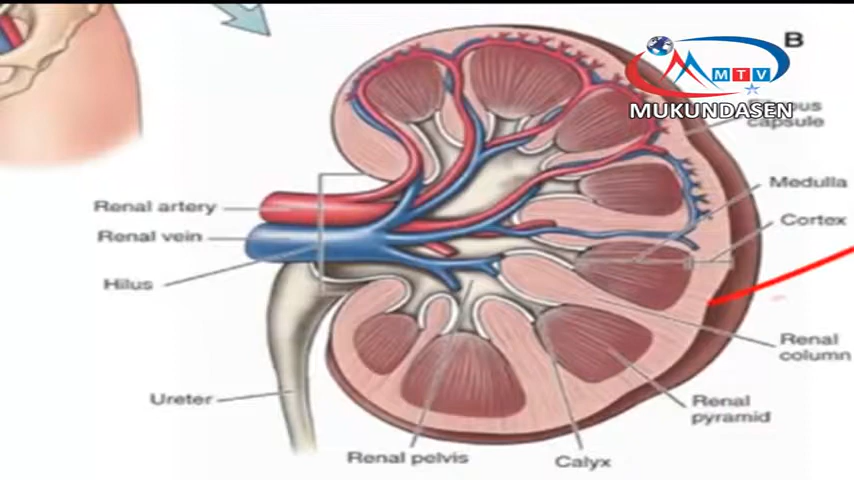 B
MTV
MUKUNDASEN
capsule
Medulla
Renal artery
Cortex
Renal vein
Hilus
Renal
column
Ureter
Renal
pyramid
Renal pelvis
Calyx